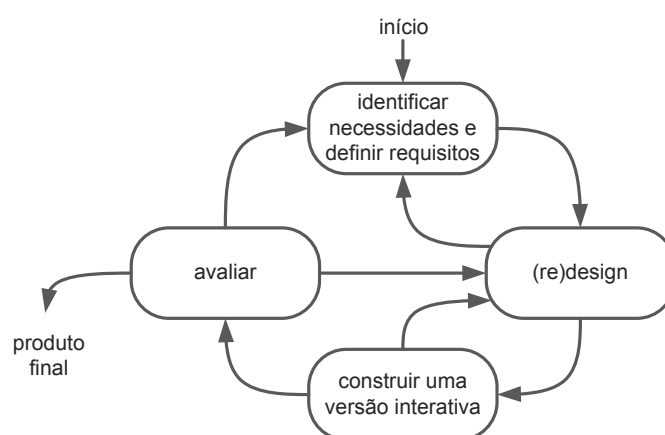 início
identificar
necessidades e
definir requisitos
avaliar
(re)design
produto
final
construir uma
versão interativa